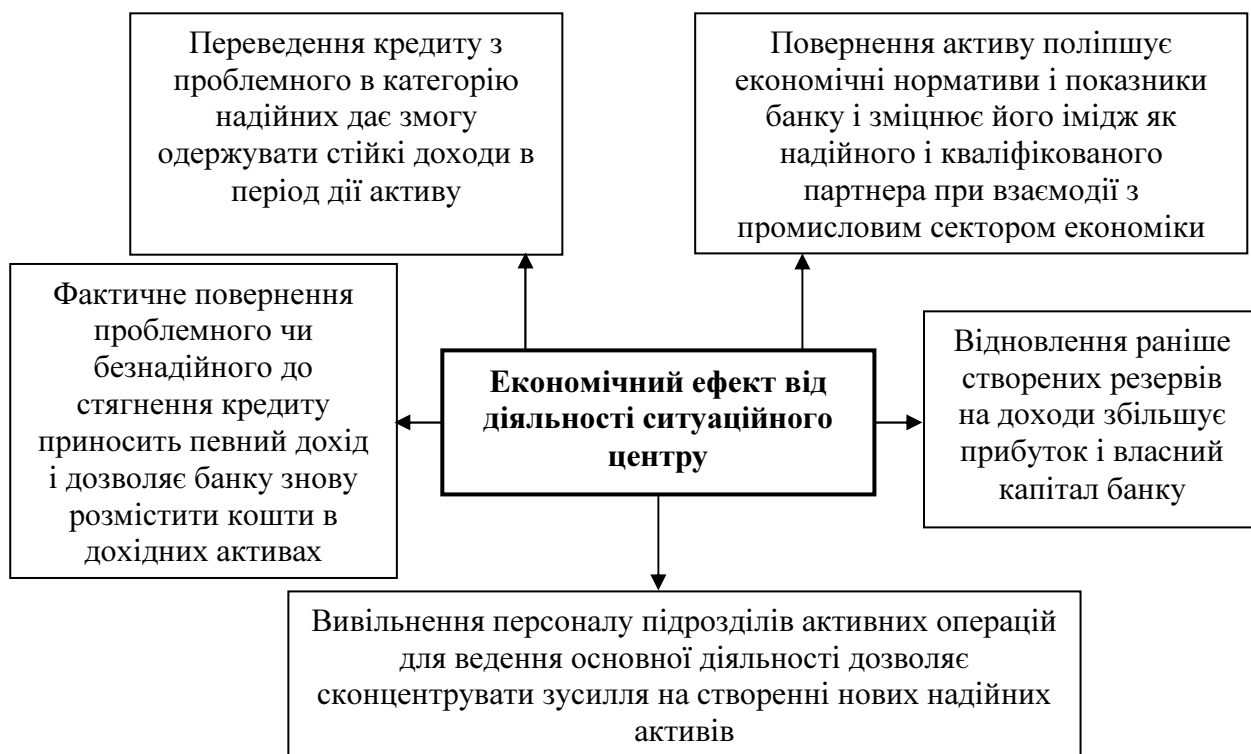 Переведення кредиту з
проблемного в категорію
надійних дає змогу
одержувати стійкі доходи в
період дії активу
Повернення активу поліпшує
економічні нормативи і показники
банку і зміцнює його імідж як
надійного і кваліфікованого
партнера при взаємодії з
промисловим сектором економіки
Фактичне повернення
проблемного чи
безнадійного до
стягнення кредиту
приносить певний дохід
і дозволяє банку знову
розмістити кошти в
дохідних активах
Економічний ефект від
діяльності ситуаційного
центру
Відновлення раніше
створених резервів
на доходи збільшує
прибуток і власний
капітал банку
Вивільнення персоналу підрозділів активних операцій
для ведення основної діяльності дозволяє
сконцентрувати зусилля на створенні нових надійних
активів